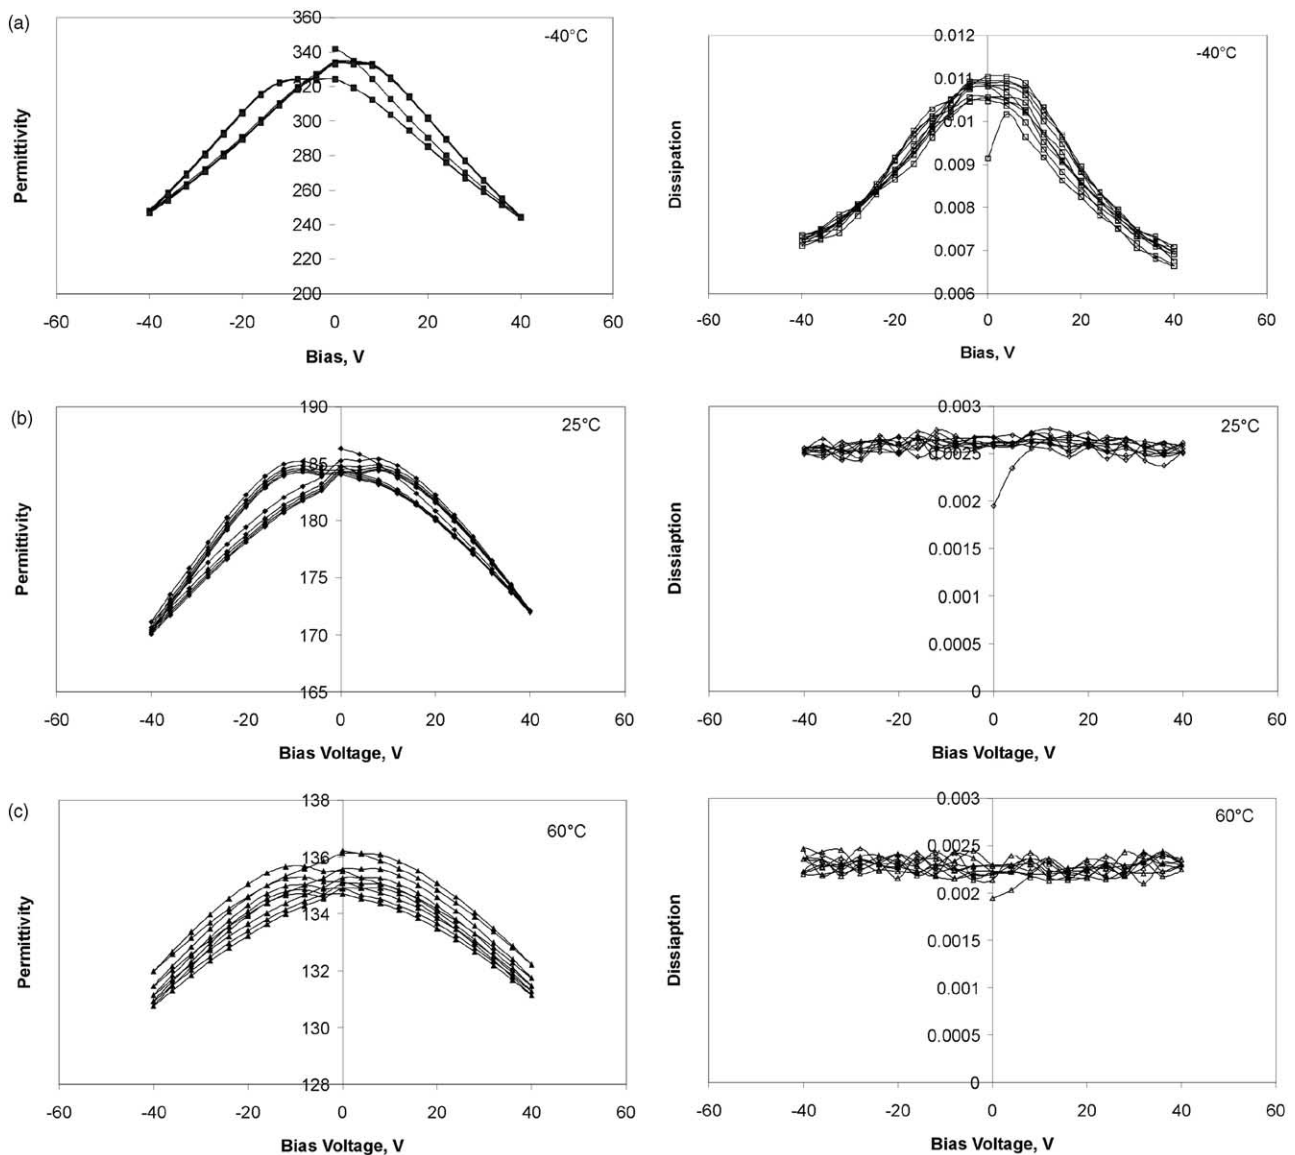 (a)
-40°C
Permittivity
360
340
320
300
280
260
240
220
200
-60 -40 -20 0 20 40 60
Bias, V
-40°C
Dissipation
0.012
0.011
0.01
0.009
0.008
0.007
0.006
-60 -40 -20 0 20 40 60
Bias, V
(b)
25°C
Permittivity
190
185
180
175
170
165
-60 -40 -20 0 20 40 60
Bias Voltage, V
25°C
Dissiaption
0.003
0.0025
0.002
0.0015
0.001
0.0005
0
-60 -40 -20 0 20 40 60
Bias Voltage, V
(c)
60°C
Permittivity
138
136
134
132
130
128
-60 -40 -20 0 20 40 60
Bias Voltage, V
60°C
Dissiaption
0.003
0.0025
0.002
0.0015
0.001
0.0005
0
-60 -40 -20 0 20 40 60
Bias Voltage, V